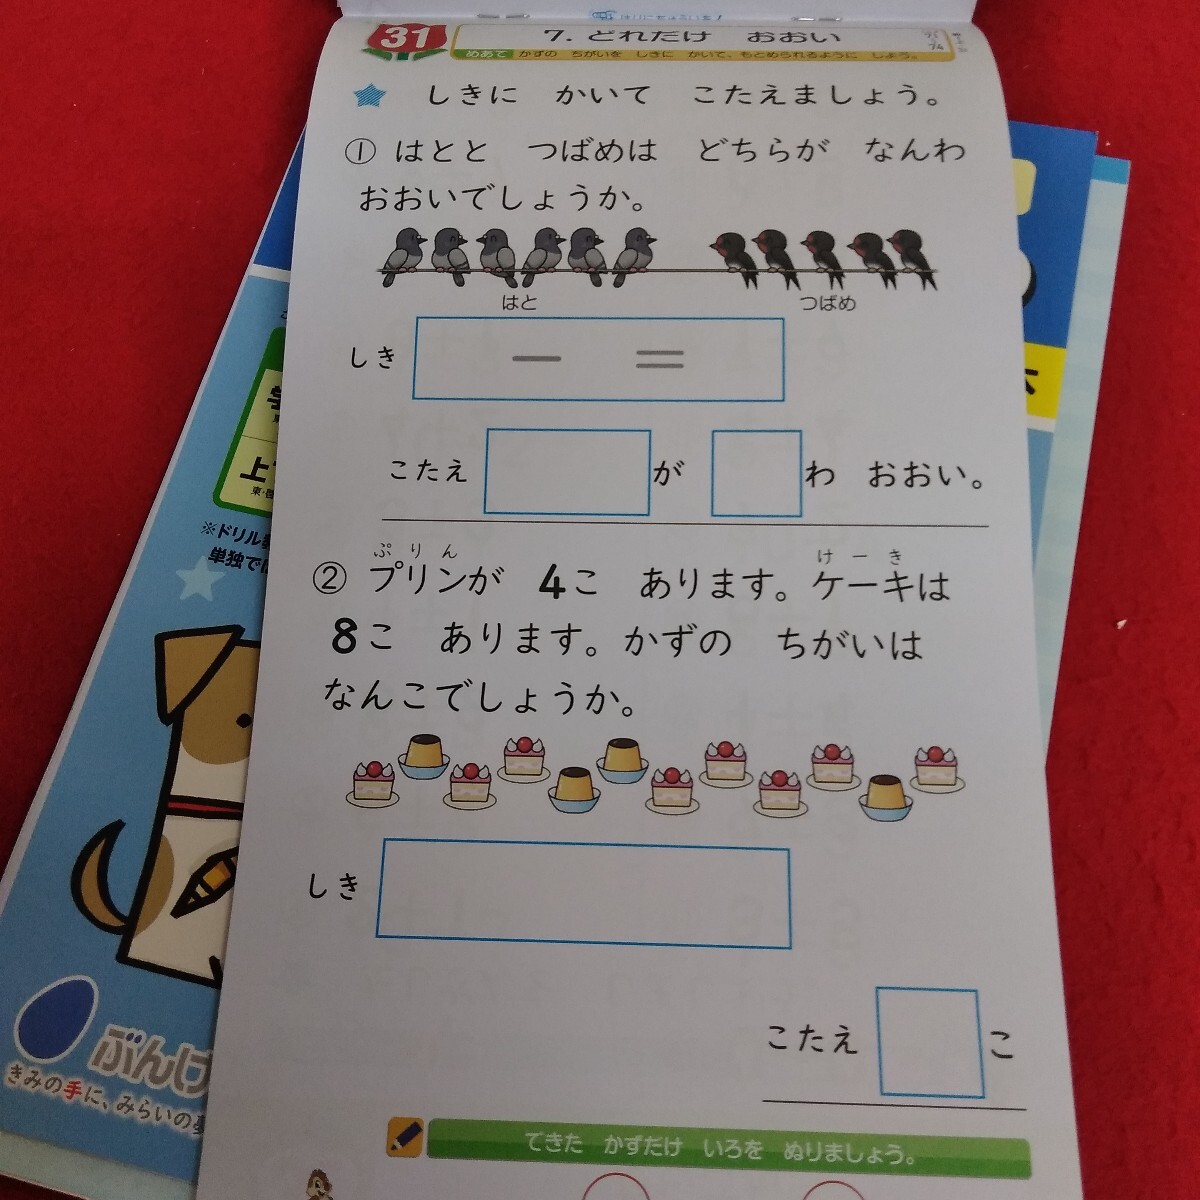 31
7. どれだけ おおい
めあて かずの ちがいを しきに かいて、もとめられるように しよう。
しきに かいて こたえましょう。
① はとと つばめは どちらが なんわ
おおいでしょうか。
はと つばめ
しき － ＝
こたえ が わ おおい。
ぷりん けーき
② プリンが 4こ あります。ケーキは
8こ あります。かずの ちがいは
なんこでしょうか。
しき
こたえ こ
できた かずだけ いろを ぬりましょう。
上
※ドリル
単独では
ぶんけ
きみの手に、みらいの